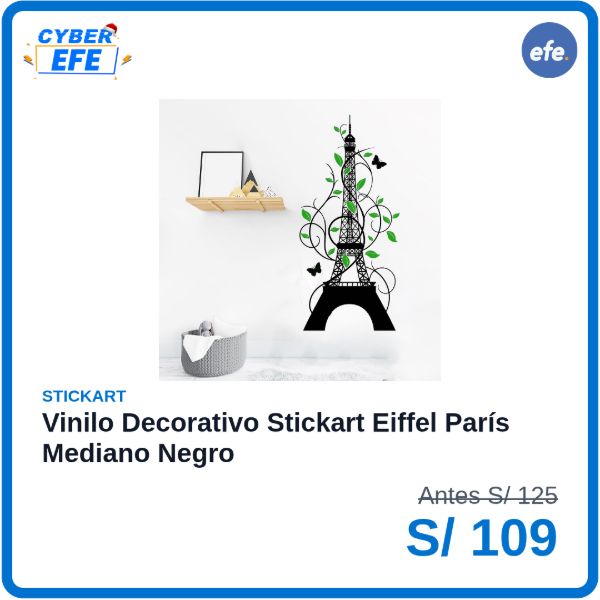 CYBER
EFE
efe.
STICKART
Vinilo Decorativo Stickart Eiffel París
Mediano Negro
Antes S/ 125
S/ 109